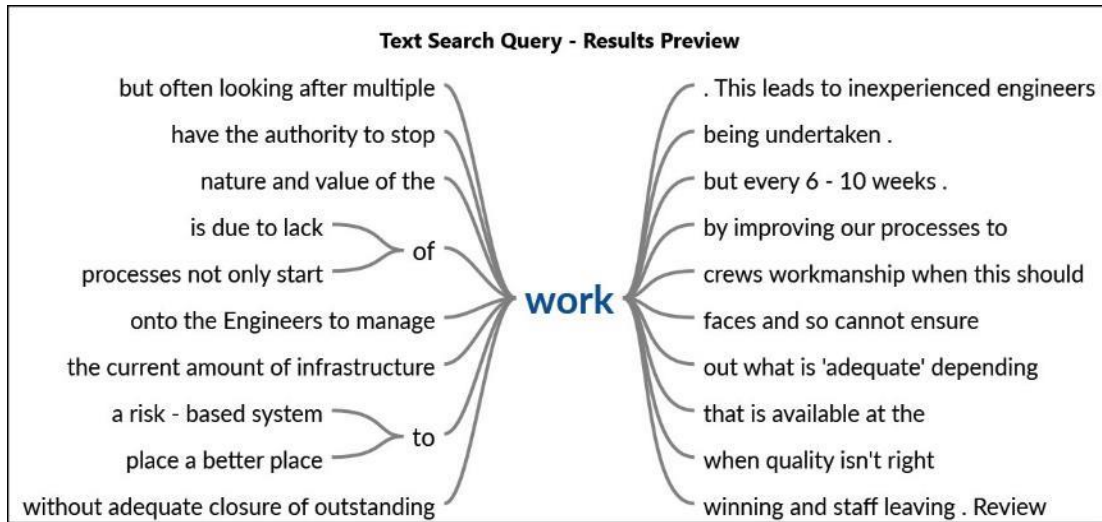 Text Search Query - Results Preview
but often looking after multiple
have the authority to stop
nature and value of the
is due to lack
processes not only start
of
onto the Engineers to manage
the current amount of infrastructure
a risk - based system
place a better place
to
without adequate closure of outstanding
work
. This leads to inexperienced engineers
being undertaken .
but every 6 - 10 weeks .
by improving our processes to
crews workmanship when this should
faces and so cannot ensure
out what is 'adequate' depending
that is available at the
when quality isn't right
winning and staff leaving . Review